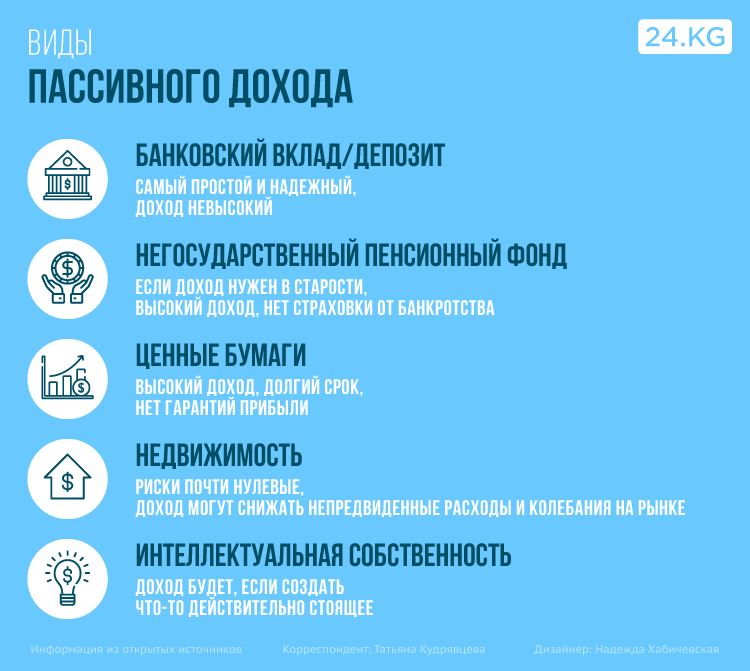 ВИДЫ
24.KG
ПАССИВНОГО ДОХОДА
БАНКОВСКИЙ ВКЛАД/ДЕПОЗИТ
САМЫЙ ПРОСТОЙ И НАДЕЖНЫЙ,
ДОХОД НЕВЫСОКИЙ
НЕГОСУДАРСТВЕННЫЙ ПЕНСИОННЫЙ ФОНД
ЕСЛИ ДОХОД НУЖЕН В СТАРОСТИ,
ВЫСОКИЙ ДОХОД, НЕТ СТРАХОВКИ ОТ БАНКРОТСТВА
ЦЕННЫЕ БУМАГИ
ВЫСОКИЙ ДОХОД, ДОЛГИЙ СРОК,
НЕТ ГАРАНТИЙ ПРИБЫЛИ
НЕДВИЖИМОСТЬ
РИСКИ ПОЧТИ НУЛЕВЫЕ,
ДОХОД МОГУТ СНИЖАТЬ НЕПРЕДВИДЕННЫЕ РАСХОДЫ И КОЛЕБАНИЯ НА РЫНКЕ
ИНТЕЛЛЕКТУАЛЬНАЯ СОБСТВЕННОСТЬ
ДОХОД БУДЕТ, ЕСЛИ СОЗДАТЬ
ЧТО-ТО ДЕЙСТВИТЕЛЬНО СТОЯЩЕЕ
Информация из открытых источников Корреспондент: Татьяна Кудрявцева Дизайнер: Надежда Хабичевская